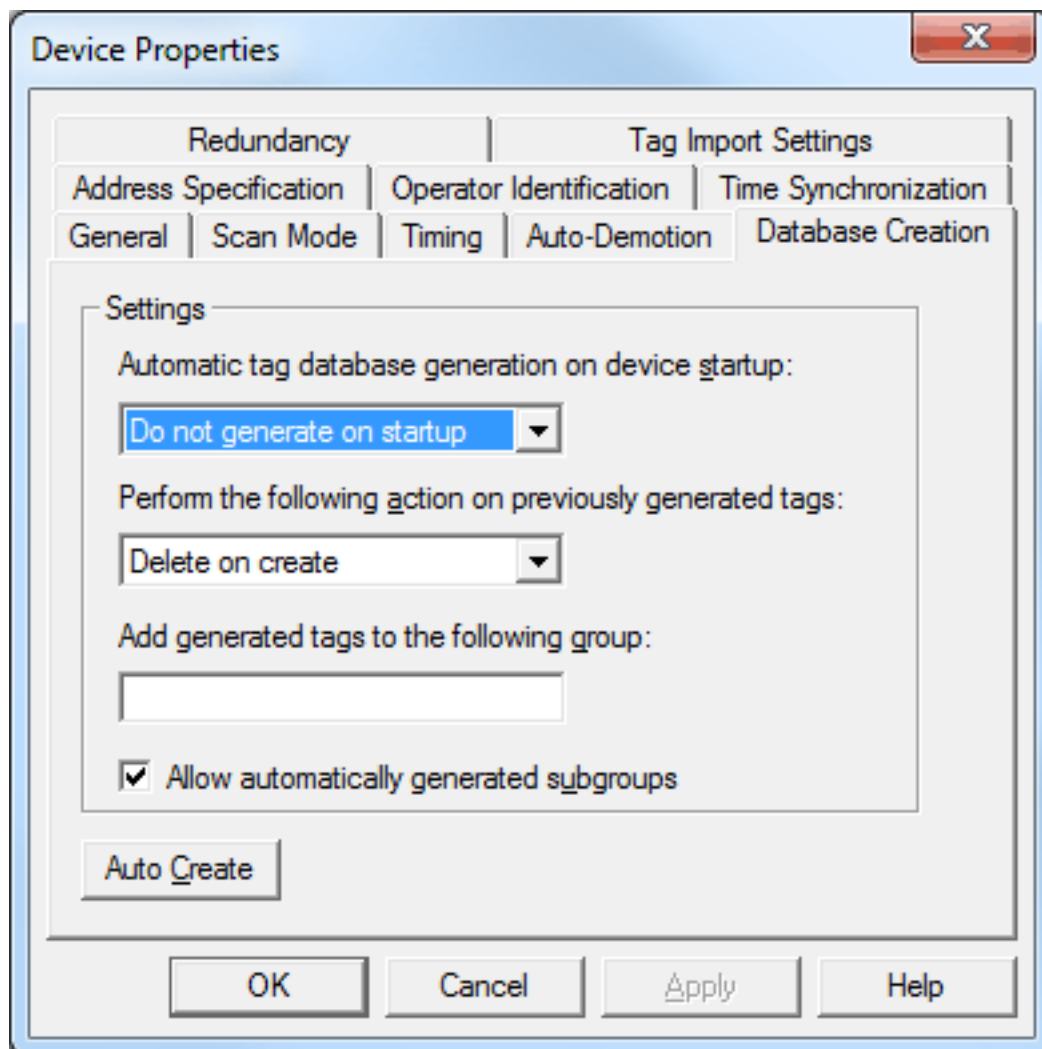 Device Properties
Redundancy Tag Import Settings
Address Specification Operator Identification Time Synchronization
General Scan Mode Timing Auto-Demotion Database Creation
Settings
Automatic tag database generation on device startup:
Do not generate on startup
Perform the following action on previously generated tags:
Delete on create
Add generated tags to the following group:
Allow automatically generated subgroups
Auto Create
OK Cancel Apply Help